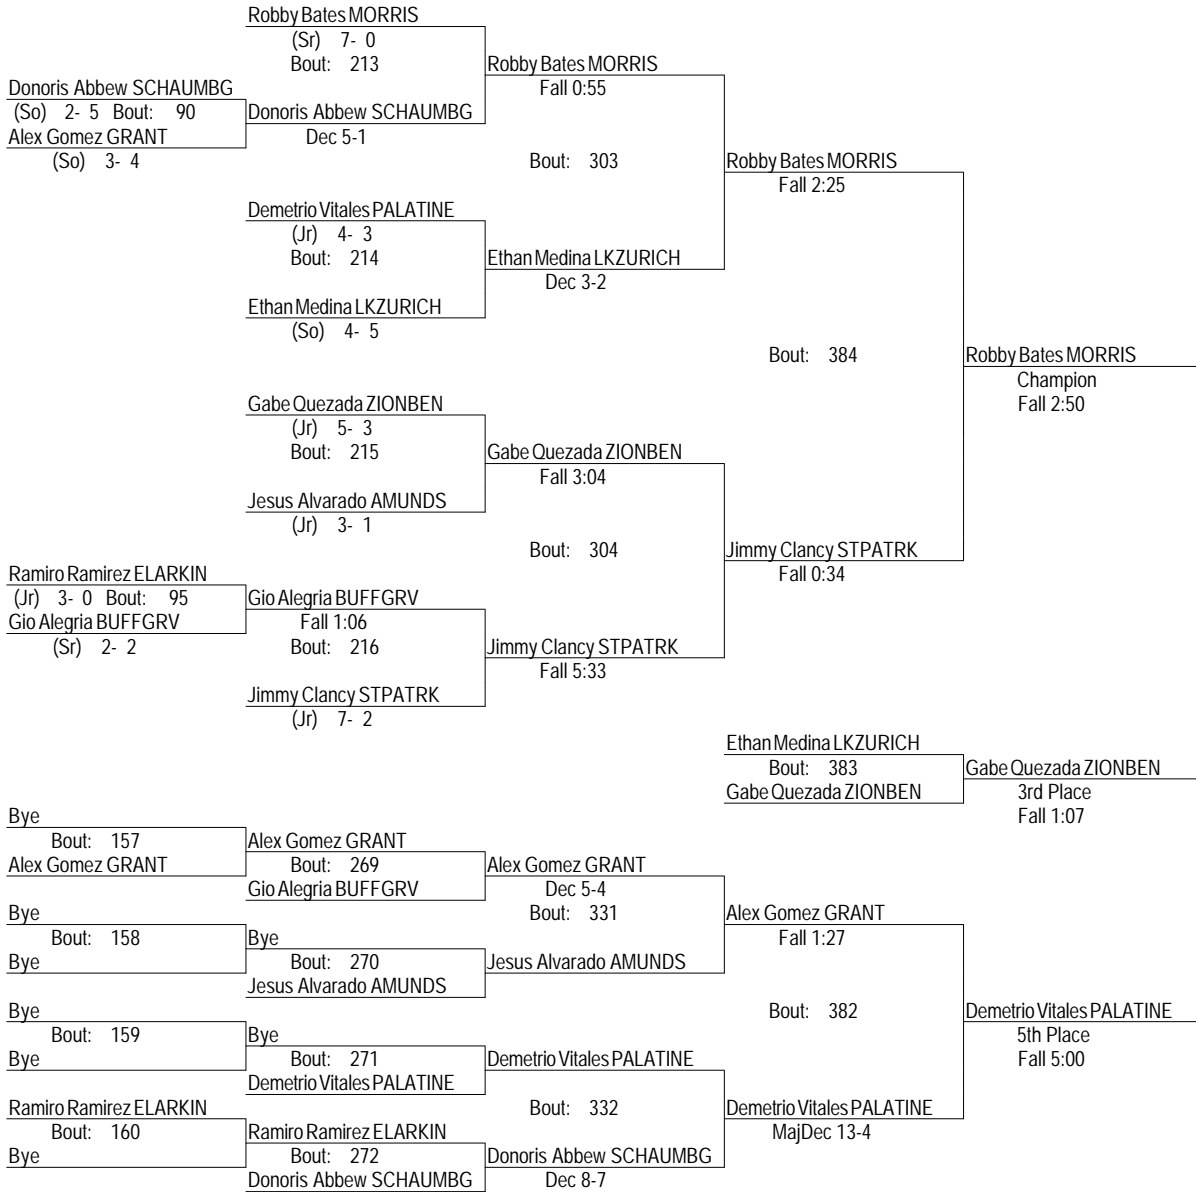 Robby Bates MORRIS
(Sr) 7- 0
Bout: 213
Robby Bates MORRIS
Fall 0:55
Donoris Abbew SCHAUMBG
(So) 2- 5 Bout: 90
Donoris Abbew SCHAUMBG
Alex Gomez GRANT
Dec 5-1
(So) 3- 4
Bout: 303
Robby Bates MORRIS
Fall 2:25
Demetrio Vitales PALATINE
(Jr) 4- 3
Bout: 214
Ethan Medina LKZURICH
Dec 3-2
Ethan Medina LKZURICH
(So) 4- 5
Bout: 384
Robby Bates MORRIS
Champion
Fall 2:50
Gabe Quezada ZIONBEN
(Jr) 5- 3
Bout: 215
Gabe Quezada ZIONBEN
Fall 3:04
Jesus Alvarado AMUNDS
(Jr) 3- 1
Bout: 304
Jimmy Clancy STPATRK
Fall 0:34
Ramiro Ramirez ELARKIN
(Jr) 3- 0 Bout: 95
Gio Alegria BUFFGRV
Gio Alegria BUFFGRV
Fall 1:06
(Sr) 2- 2
Bout: 216
Jimmy Clancy STPATRK
Fall 5:33
Jimmy Clancy STPATRK
(Jr) 7- 2
Ethan Medina LKZURICH
Bout: 383
Gabe Quezada ZIONBEN
Gabe Quezada ZIONBEN
3rd Place
Fall 1:07
Bye
Bout: 157
Alex Gomez GRANT
Alex Gomez GRANT
Bout: 269
Alex Gomez GRANT
Gio Alegria BUFFGRV
Dec 5-4
Bye
Bout: 331
Alex Gomez GRANT
Bout: 158
Bye
Fall 1:27
Bye
Bout: 270
Jesus Alvarado AMUNDS
Jesus Alvarado AMUNDS
Bye
Bout: 382
Demetrio Vitales PALATINE
Bout: 159
Bye
5th Place
Bye
Bout: 271
Demetrio Vitales PALATINE
Fall 5:00
Demetrio Vitales PALATINE
Ramiro Ramirez ELARKIN
Bout: 332
Demetrio Vitales PALATINE
Bout: 160
Ramiro Ramirez ELARKIN
MajDec 13-4
Bye
Bout: 272
Donoris Abbew SCHAUMBG
Donoris Abbew SCHAUMBG
Dec 8-7